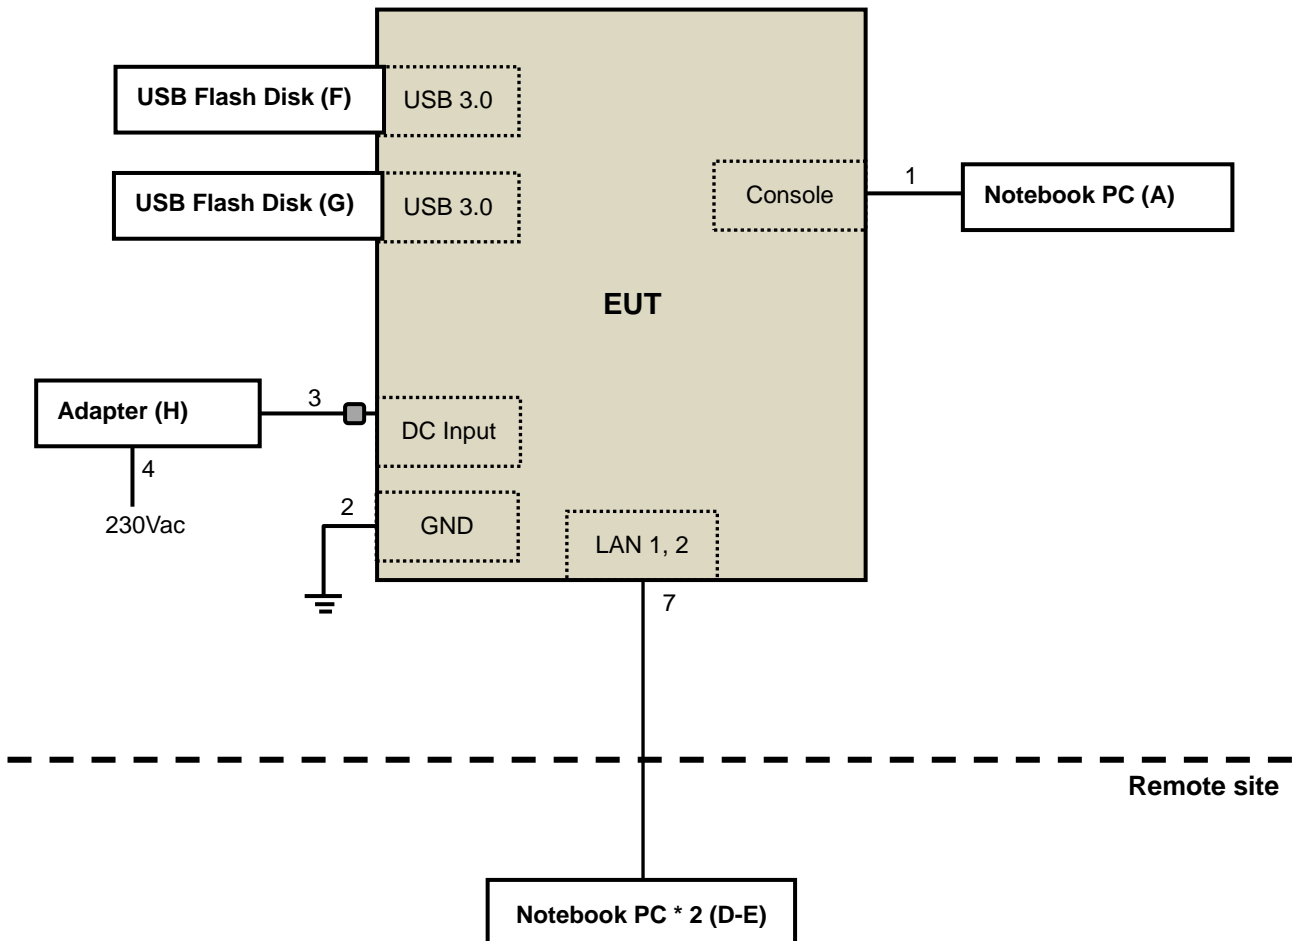 USB Flash Disk (F)
USB 3.0
USB Flash Disk (G)
USB 3.0
Console
1
Notebook PC (A)
EUT
Adapter (H)
3
DC Input
4
230Vac
2
GND
LAN 1, 2
7
Remote site
Notebook PC * 2 (D-E)